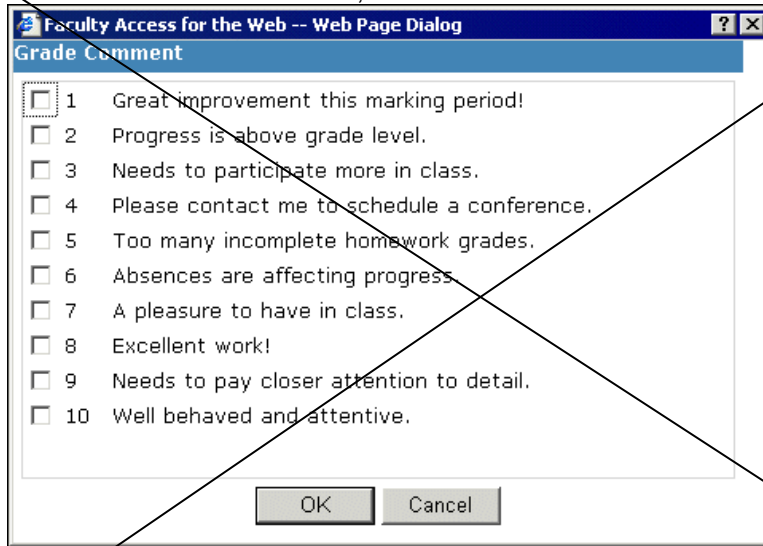 Faculty Access for the Web -- Web Page Dialog
Grade Comment
1 Great improvement this marking period!
2 Progress is above grade level.
3 Needs to participate more in class.
4 Please contact me to schedule a conference.
5 Too many incomplete homework grades.
6 Absences are affecting progress.
7 A pleasure to have in class.
8 Excellent work!
9 Needs to pay closer attention to detail.
10 Well behaved and attentive.
OK Cancel